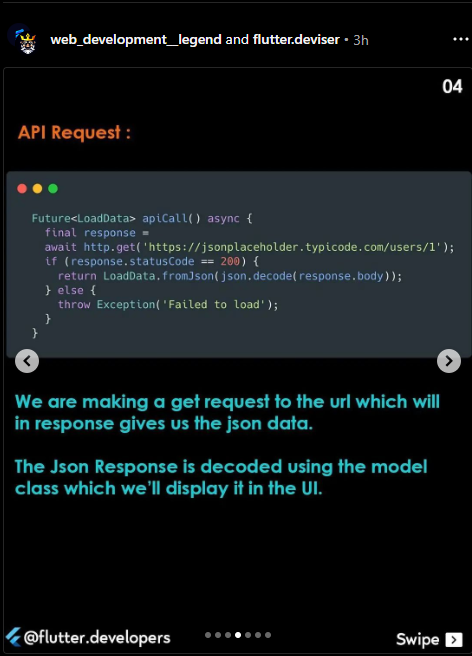 web_development__legend and flutter.deviser • 3h
04
API Request :
Future<LoadData> apiCall() async {
final response =
await http.get('https://jsonplaceholder.typicode.com/users/1');
if (response.statusCode == 200) {
return LoadData.fromJson(json.decode(response.body));
} else {
throw Exception('Failed to load');
}
}
We are making a get request to the url which will
in response gives us the json data.
The Json Response is decoded using the model
class which we'll display it in the UI.
@flutter.developers
Swipe